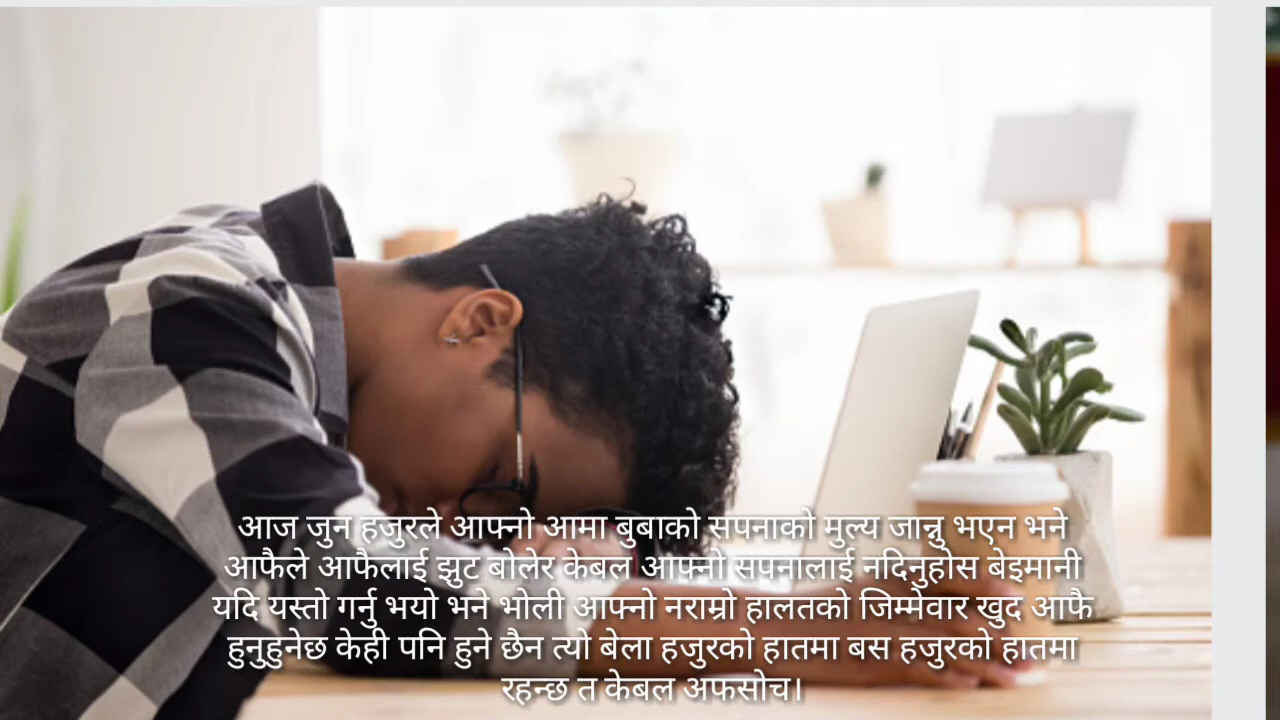 आज जुन हजुरले आफ्नो आमा बुबाको सपनाको मुल्य जान्नु भएन भने
आफैले आफैलाई झुट बोलेर केबल आफ्नो सपनालाई नदिनुहोस बेइमानी
यदि यस्तो गर्नु भयो भने भोली आफ्नो नराम्रो हालतको जिम्मेवार खुद आफै
हुनुहुनेछ केही पनि हुने छैन त्यो बेला हजुरको हातमा बस हजुरको हातमा
रहन्छ त केबल अफसोच।